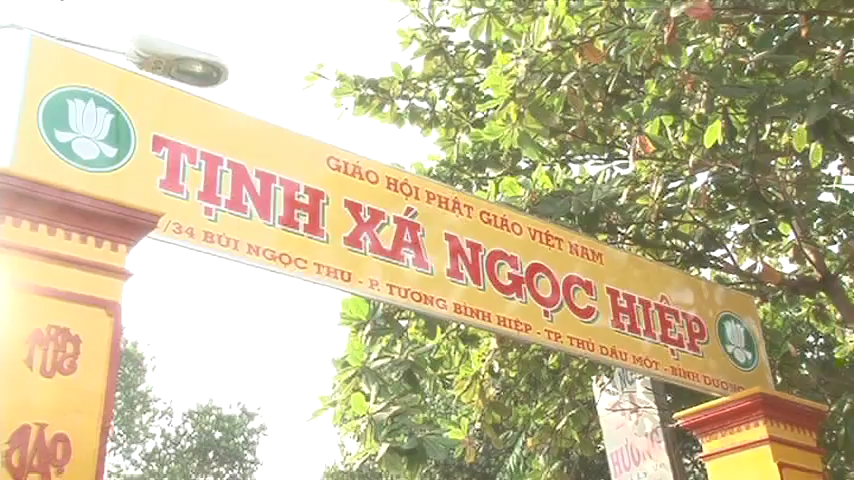 GIÁO HỘI PHẬT GIÁO VIỆT NAM
TỊNH XÁ NGỌC HIỆP
/34 BÙI NGỌC THU - P. TƯƠNG BÌNH HIỆP - TP. THỦ DẦU MỘT - BÌNH DƯƠNG
ĐẠO